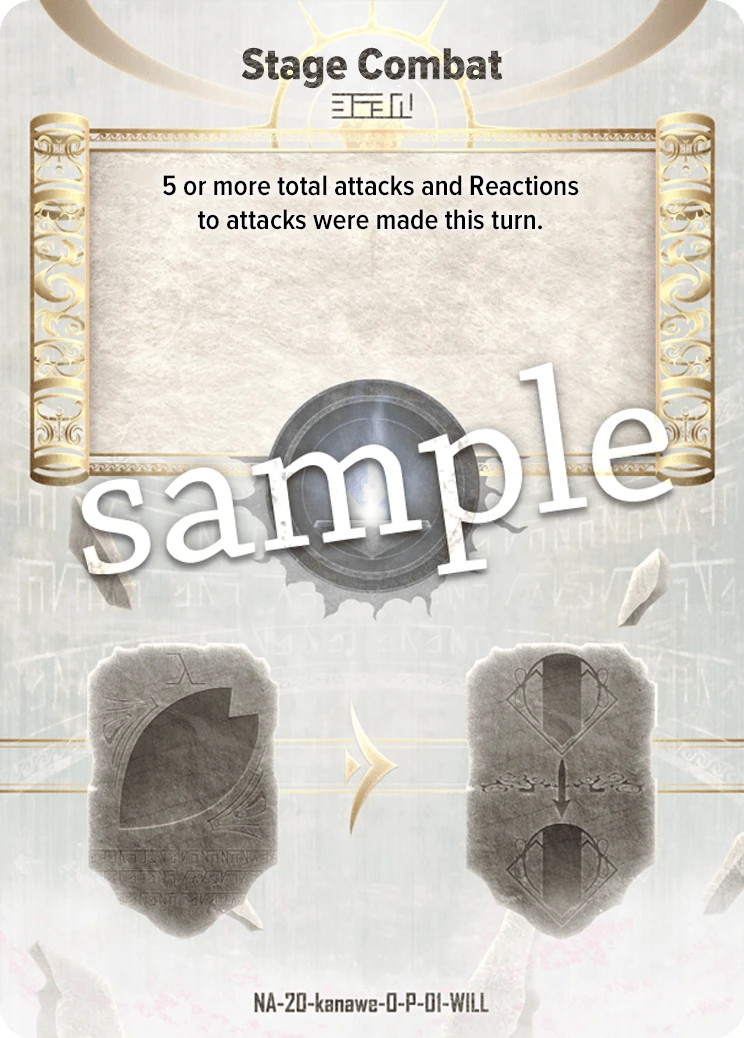 Stage Combat
5 or more total attacks and Reactions
to attacks were made this turn.
sample
NA-20-kanawe-O-P-01-WILL